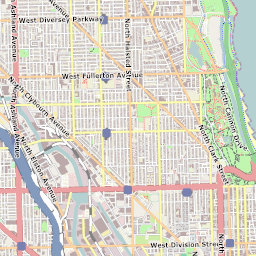 West Diversey Parkway
North Ashland Avenue
North Halsted Street
West Fullerton Avenue
North Clybourn Avenue
North Cannon Drive
North Elston Avenue
North Clark Street
West Division Street
North